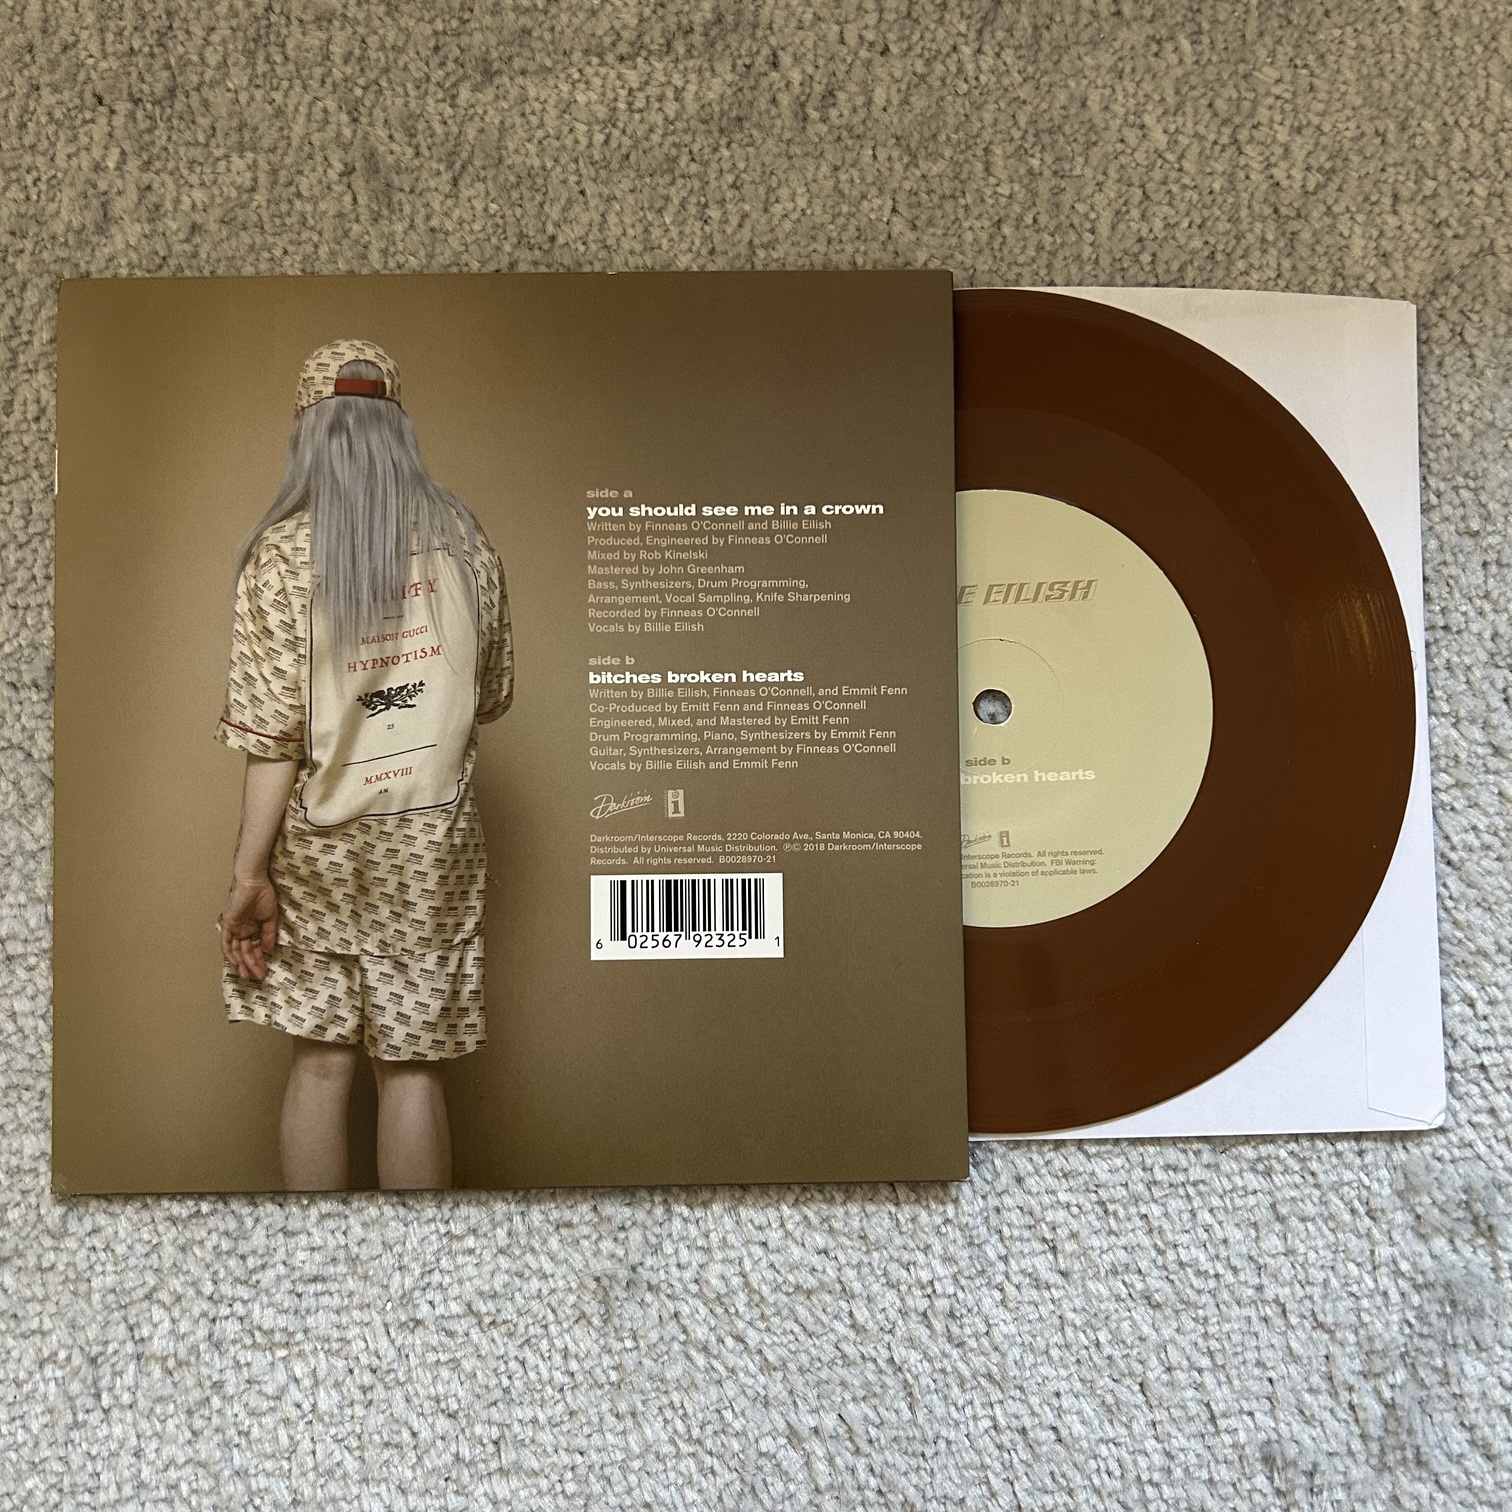 MAISON GUCCI
HYPNOTISM
25
MMXVIII
side a
you should see me in a crown
Written by Finneas O'Connell and Billie Eilish
Produced, Engineered by Finneas O'Connell
Mixed by Rob Kinelski
Mastered by John Greenham
Bass, Synthesizers, Drum Programming,
Arrangement, Vocal Sampling, Knife Sharpening
Recorded by Finneas O'Connell
Vocals by Billie Eilish
side b
bitches broken hearts
Written by Billie Eilish, Finneas O'Connell, and Emmit Fenn
Co-Produced by Emitt Fenn and Finneas O'Connell
Engineered, Mixed, and Mastered by Emitt Fenn
Drum Programming, Piano, Synthesizers by Emmit Fenn
Guitar, Synthesizers, Arrangement by Finneas O'Connell
Vocals by Billie Eilish and Emmit Fenn
Darkroom i
Darkroom/Interscope Records, 2220 Colorado Ave., Santa Monica, CA 90404.
Distributed by Universal Music Distribution. ℗© 2018 Darkroom/Interscope
Records. All rights reserved. B0028970-21
6 02567 92325 1
E EILISH
side b
broken hearts
Interscope Records. All rights reserved.
rsal Music Distribution. FBI Warning:
cation is a violation of applicable laws.
B0028970-21